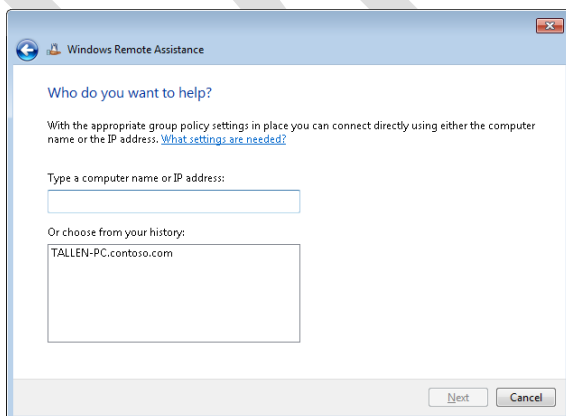 Windows Remote Assistance
Who do you want to help?
With the appropriate group policy settings in place you can connect directly using either the computer
name or the IP address. What settings are needed?
Type a computer name or IP address:
Or choose from your history:
TALLEN-PC.contoso.com
Next Cancel